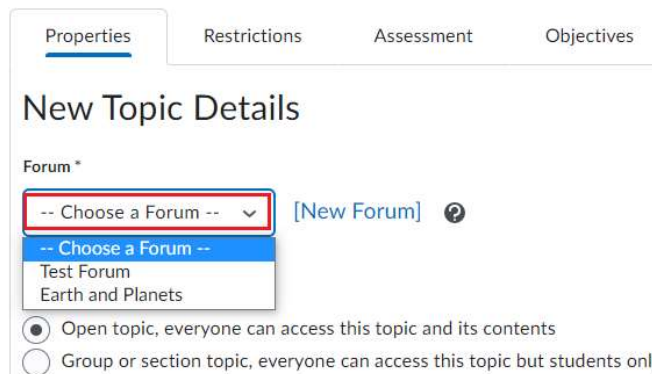 Properties Restrictions Assessment Objectives
New Topic Details
Forum *
-- Choose a Forum -- [New Forum] ?
-- Choose a Forum --
Test Forum
Earth and Planets
Open topic, everyone can access this topic and its contents
Group or section topic, everyone can access this topic but students onl